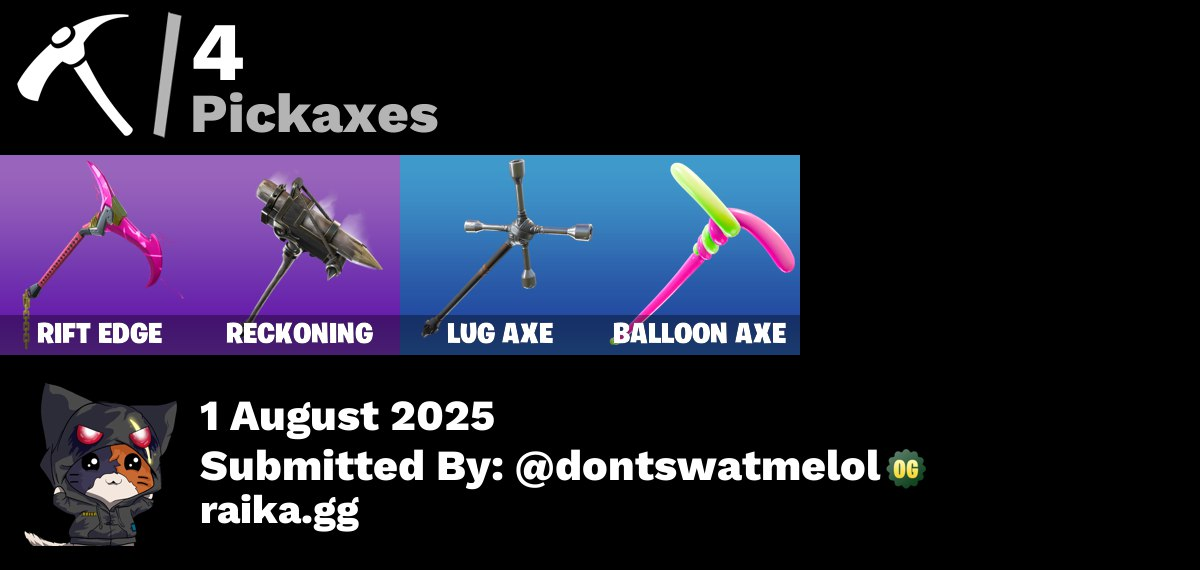 4
Pickaxes
RIFT EDGE
RECKONING
LUG AXE
BALLOON AXE
1 August 2025
Submitted By: @dontswatmelol OG
raika.gg